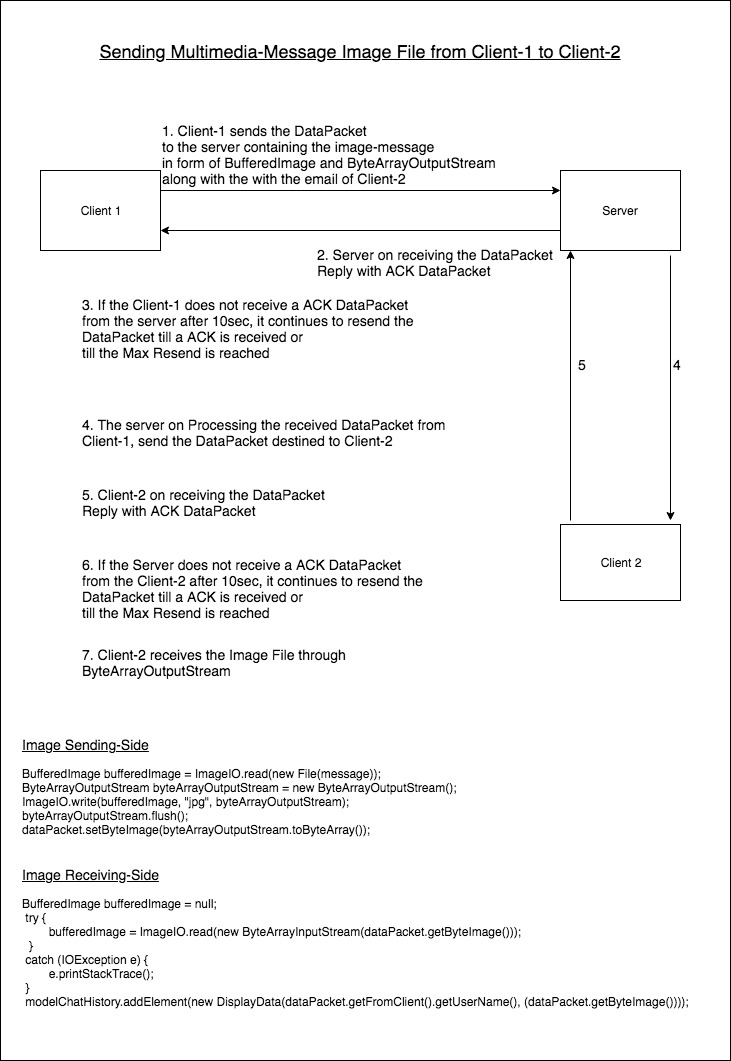 Sending Multimedia-Message Image File from Client-1 to Client-2
1. Client-1 sends the DataPacket
to the server containing the image-message
in form of BufferedImage and ByteArrayOutputStream
along with the with the email of Client-2
Client 1
Server
2. Server on receiving the DataPacket
Reply with ACK DataPacket
3. If the Client-1 does not receive a ACK DataPacket
from the server after 10sec, it continues to resend the
DataPacket till a ACK is received or
till the Max Resend is reached
5
4
4. The server on Processing the received DataPacket from
Client-1, send the DataPacket destined to Client-2
5. Client-2 on receiving the DataPacket
Reply with ACK DataPacket
Client 2
6. If the Server does not receive a ACK DataPacket
from the Client-2 after 10sec, it continues to resend the
DataPacket till a ACK is received or
till the Max Resend is reached
7. Client-2 receives the Image File through
ByteArrayOutputStream
Image Sending-Side
BufferedImage bufferedImage = ImageIO.read(new File(message));
ByteArrayOutputStream byteArrayOutputStream = new ByteArrayOutputStream();
ImageIO.write(bufferedImage, "jpg", byteArrayOutputStream);
byteArrayOutputStream.flush();
dataPacket.setByteImage(byteArrayOutputStream.toByteArray());
Image Receiving-Side
BufferedImage bufferedImage = null;
try {
bufferedImage = ImageIO.read(new ByteArrayInputStream(dataPacket.getByteImage()));
}
catch (IOException e) {
e.printStackTrace();
}
modelChatHistory.addElement(new DisplayData(dataPacket.getFromClient().getUserName(), (dataPacket.getByteImage())));